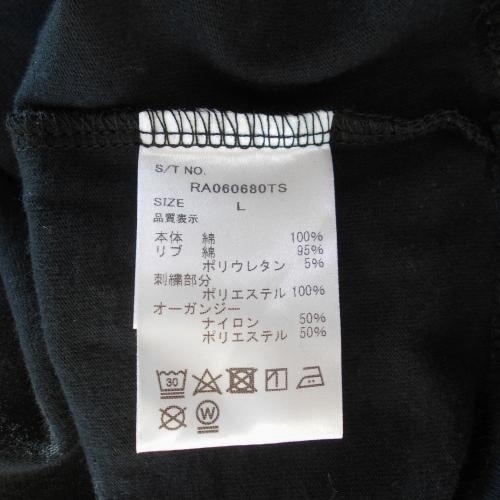 S/T NO.
RA060680TS
SIZE L
品質表示
本体 綿 100%
リブ 綿 95%
ポリウレタン 5%
刺繍部分
ポリエステル 100%
オーガンジー
ナイロン 50%
ポリエステル 50%
30
W